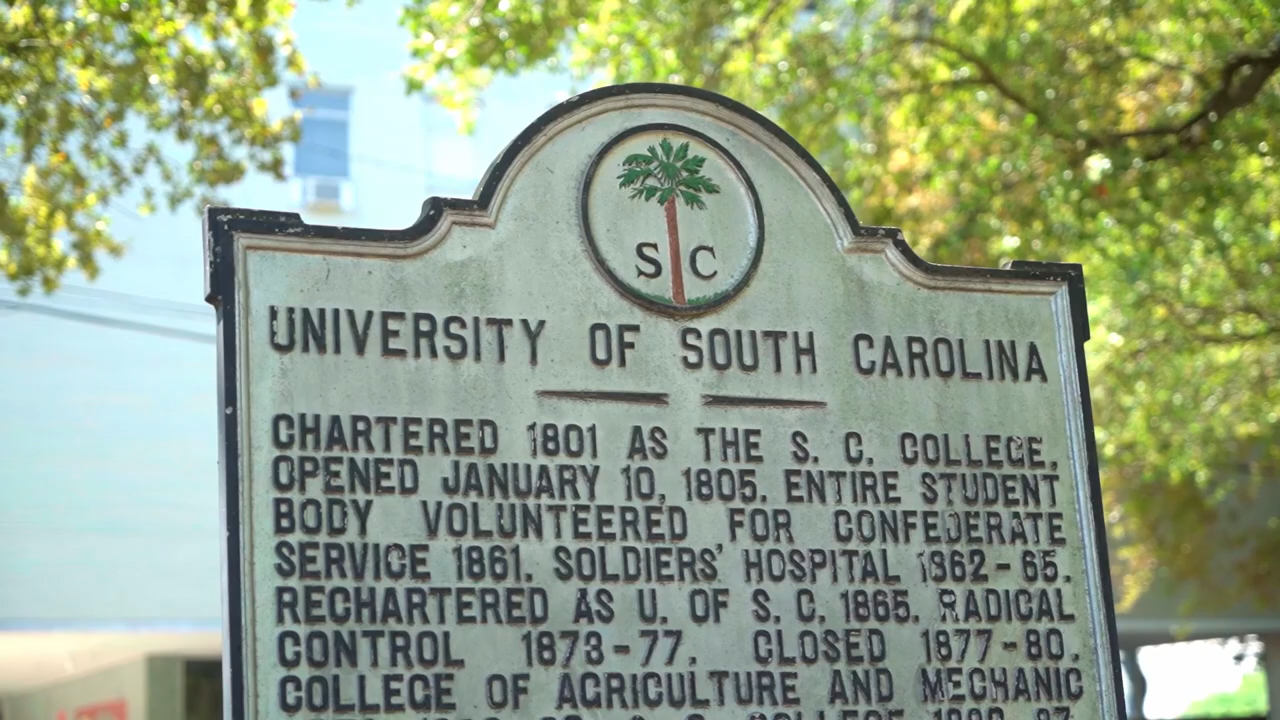 S C
UNIVERSITY OF SOUTH CAROLINA
CHARTERED 1801 AS THE S. C. COLLEGE.
OPENED JANUARY 10, 1805. ENTIRE STUDENT
BODY VOLUNTEERED FOR CONFEDERATE
SERVICE 1861. SOLDIERS' HOSPITAL 1862-65.
RECHARTERED AS U. OF S. C. 1865. RADICAL
CONTROL 1873-77. CLOSED 1877-80.
COLLEGE OF AGRICULTURE AND MECHANIC
COLLEGE